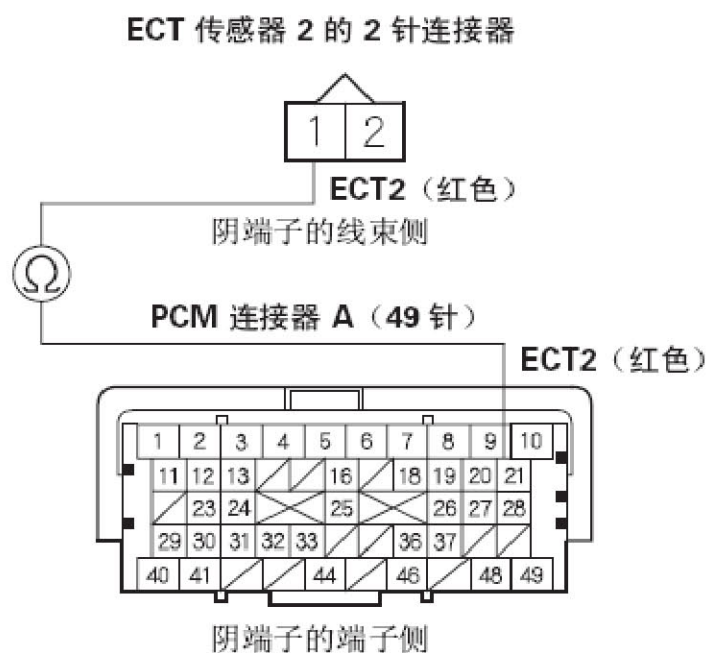 ECT 传感器 2 的 2 针连接器
1 2
ECT2（红色）
阴端子的线束侧
Ω
PCM 连接器 A（49 针）
ECT2（红色）
1 2 3 4 5 6 7 8 9 10
11 12 13 16 18 19 20 21
23 24 25 26 27 28
29 30 31 32 33 36 37
40 41 44 46 48 49
阴端子的端子侧